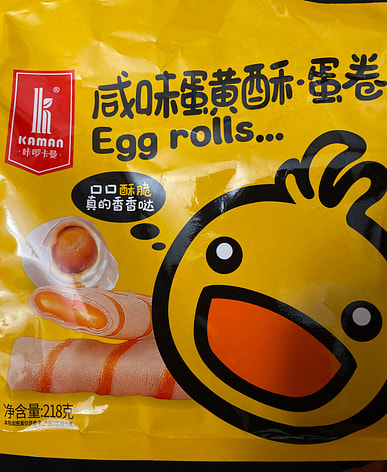 ®
KAMAN
咔啰卡曼
咸味蛋黄酥·蛋卷
Egg rolls...
口口酥脆
真的香香哒
净含量:218克